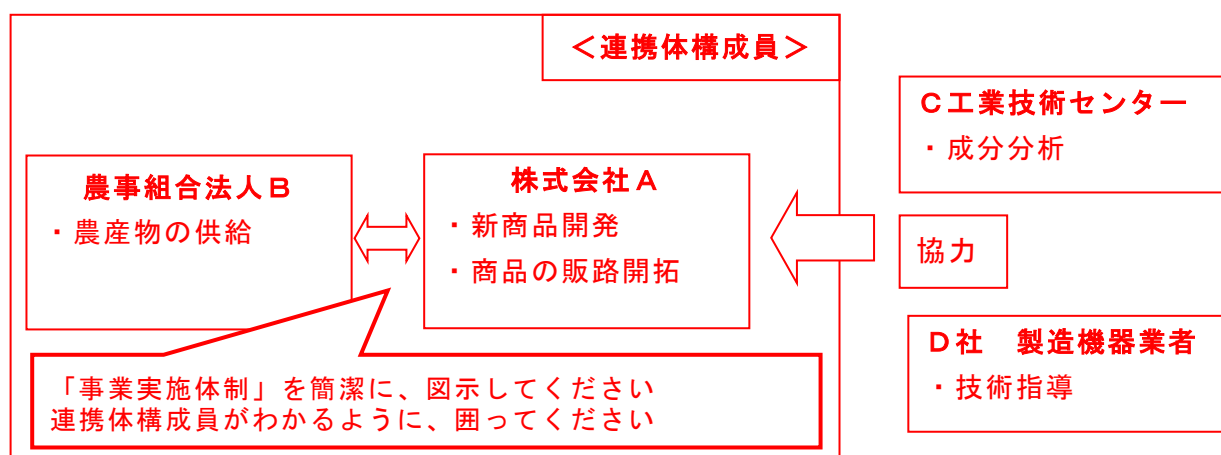 ＜連携体構成員＞
農事組合法人Ｂ
・農産物の供給
株式会社Ａ
・新商品開発
・商品の販路開拓
Ｃ工業技術センター
・成分分析
協力
Ｄ社　製造機器業者
・技術指導
「事業実施体制」を簡潔に、図示してください
連携体構成員がわかるように、囲ってください